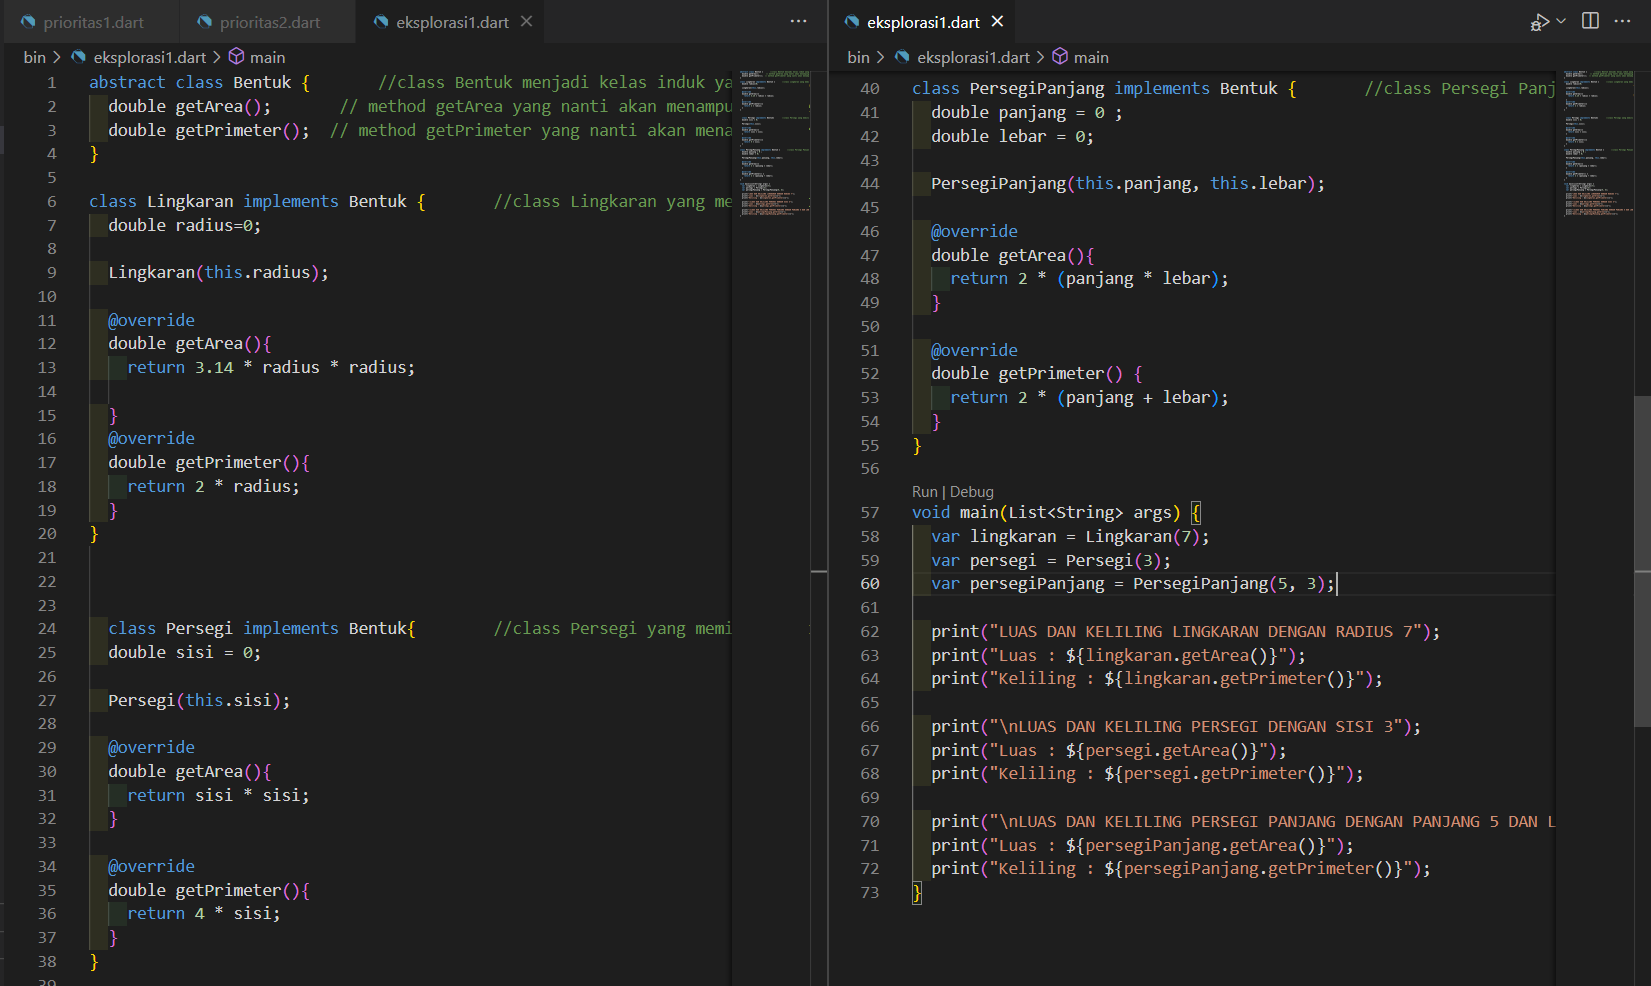 prioritas1.dart
prioritas2.dart
eksplorasi1.dart
bin > eksplorasi1.dart > main
1 abstract class Bentuk {       //class Bentuk menjadi kelas induk ya
2   double getArea();       // method getArea yang nanti akan menampu
3   double getPrimeter();  // method getPrimeter yang nanti akan mena
4 }
5
6 class Lingkaran implements Bentuk {       //class Lingkaran yang me
7   double radius=0;
8
9   Lingkaran(this.radius);
10
11   @override
12   double getArea(){
13     return 3.14 * radius * radius;
14
15   }
16   @override
17   double getPrimeter(){
18     return 2 * radius;
19   }
20 }
21
22
23
24   class Persegi implements Bentuk{        //class Persegi yang memi
25   double sisi = 0;
26
27   Persegi(this.sisi);
28
29   @override
30   double getArea(){
31     return sisi * sisi;
32   }
33
34   @override
35   double getPrimeter(){
36     return 4 * sisi;
37   }
38 }
39
eksplorasi1.dart
bin > eksplorasi1.dart > main
40 class PersegiPanjang implements Bentuk {       //class Persegi Panj
41   double panjang = 0 ;
42   double lebar = 0;
43
44   PersegiPanjang(this.panjang, this.lebar);
45
46   @override
47   double getArea(){
48     return 2 * (panjang * lebar);
49   }
50
51   @override
52   double getPrimeter() {
53     return 2 * (panjang + lebar);
54   }
55 }
56
Run | Debug
57 void main(List<String> args) {
58   var lingkaran = Lingkaran(7);
59   var persegi = Persegi(3);
60   var persegiPanjang = PersegiPanjang(5, 3);
61
62   print("LUAS DAN KELILING LINGKARAN DENGAN RADIUS 7");
63   print("Luas : ${lingkaran.getArea()}");
64   print("Keliling : ${lingkaran.getPrimeter()}");
65
66   print("\nLUAS DAN KELILING PERSEGI DENGAN SISI 3");
67   print("Luas : ${persegi.getArea()}");
68   print("Keliling : ${persegi.getPrimeter()}");
69
70   print("\nLUAS DAN KELILING PERSEGI PANJANG DENGAN PANJANG 5 DAN L
71   print("Luas : ${persegiPanjang.getArea()}");
72   print("Keliling : ${persegiPanjang.getPrimeter()}");
73 }